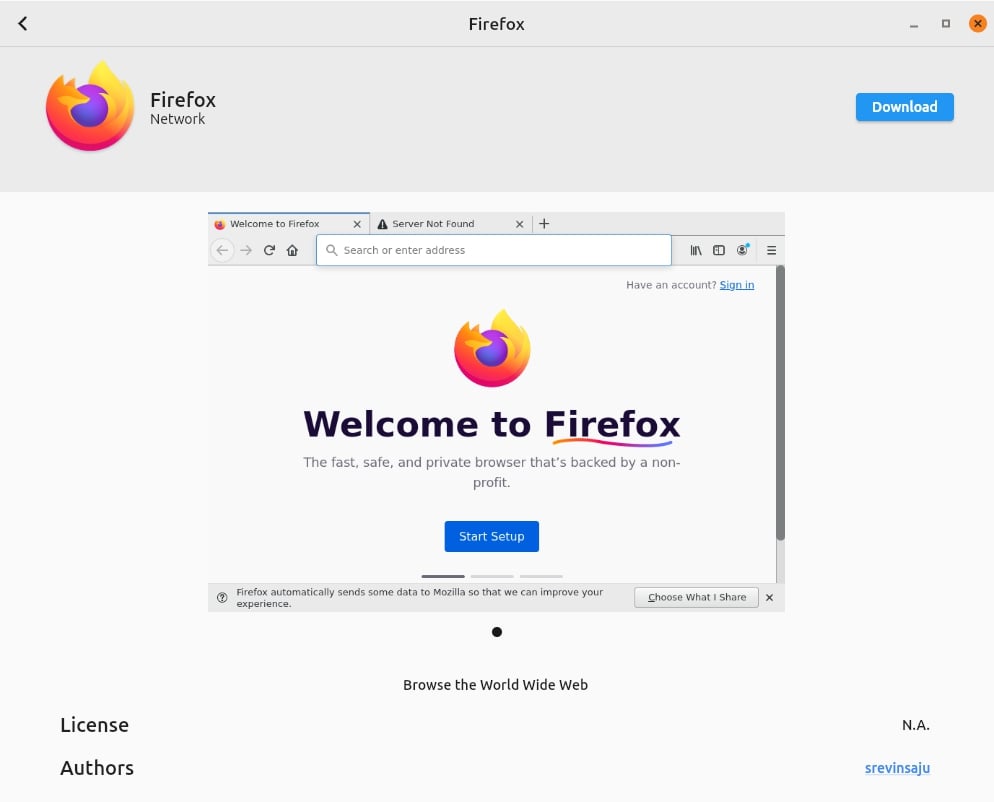 Firefox
Firefox
Network
Download
Welcome to Firefox
Server Not Found
Search or enter address
Have an account? Sign in
Welcome to Firefox
The fast, safe, and private browser that’s backed by a non-
profit.
Start Setup
Firefox automatically sends some data to Mozilla so that we can improve your
experience.
Choose What I Share
Browse the World Wide Web
License
N.A.
Authors
srevinsaju